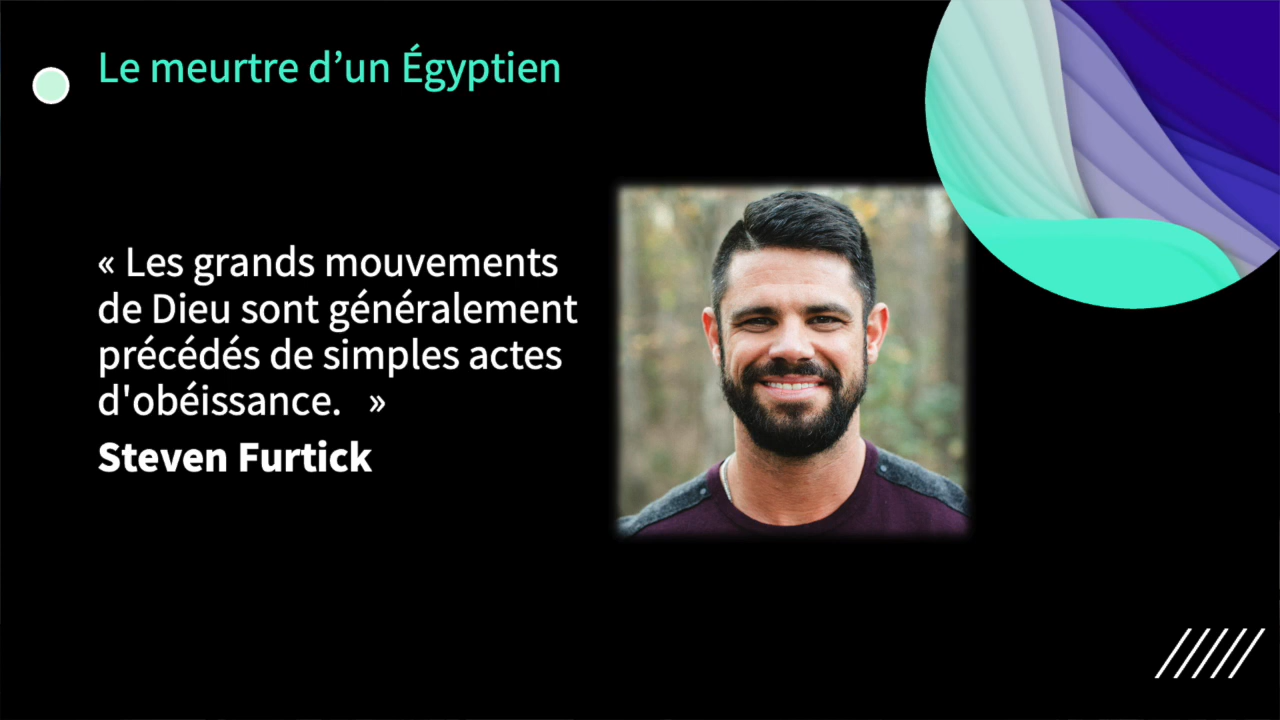 Le meurtre d’un Égyptien
« Les grands mouvements
de Dieu sont généralement
précédés de simples actes
d'obéissance.   »
Steven Furtick